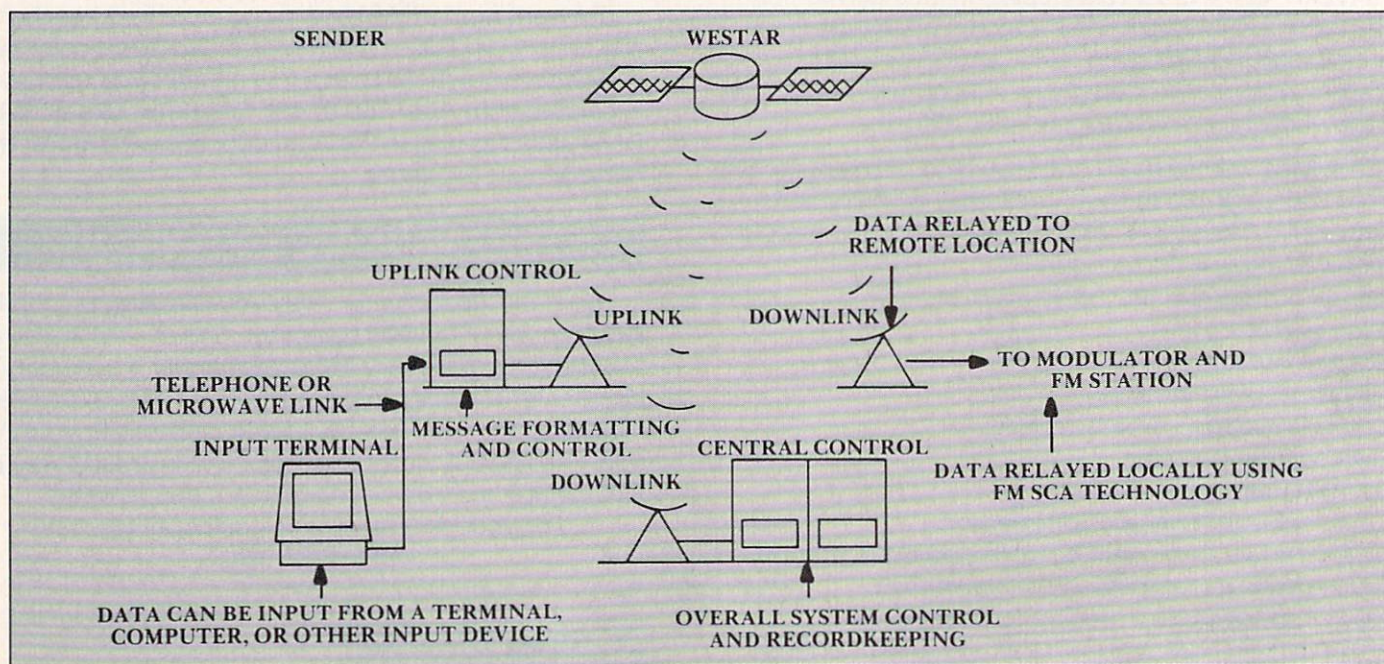 SENDER
WESTAR
DATA RELAYED TO
REMOTE LOCATION
UPLINK CONTROL
UPLINK
DOWNLINK
TO MODULATOR AND
FM STATION
TELEPHONE OR
MICROWAVE LINK
MESSAGE FORMATTING
AND CONTROL
INPUT TERMINAL
CENTRAL CONTROL
DOWNLINK
DATA RELAYED LOCALLY USING
FM SCA TECHNOLOGY
DATA CAN BE INPUT FROM A TERMINAL,
COMPUTER, OR OTHER INPUT DEVICE
OVERALL SYSTEM CONTROL
AND RECORDKEEPING